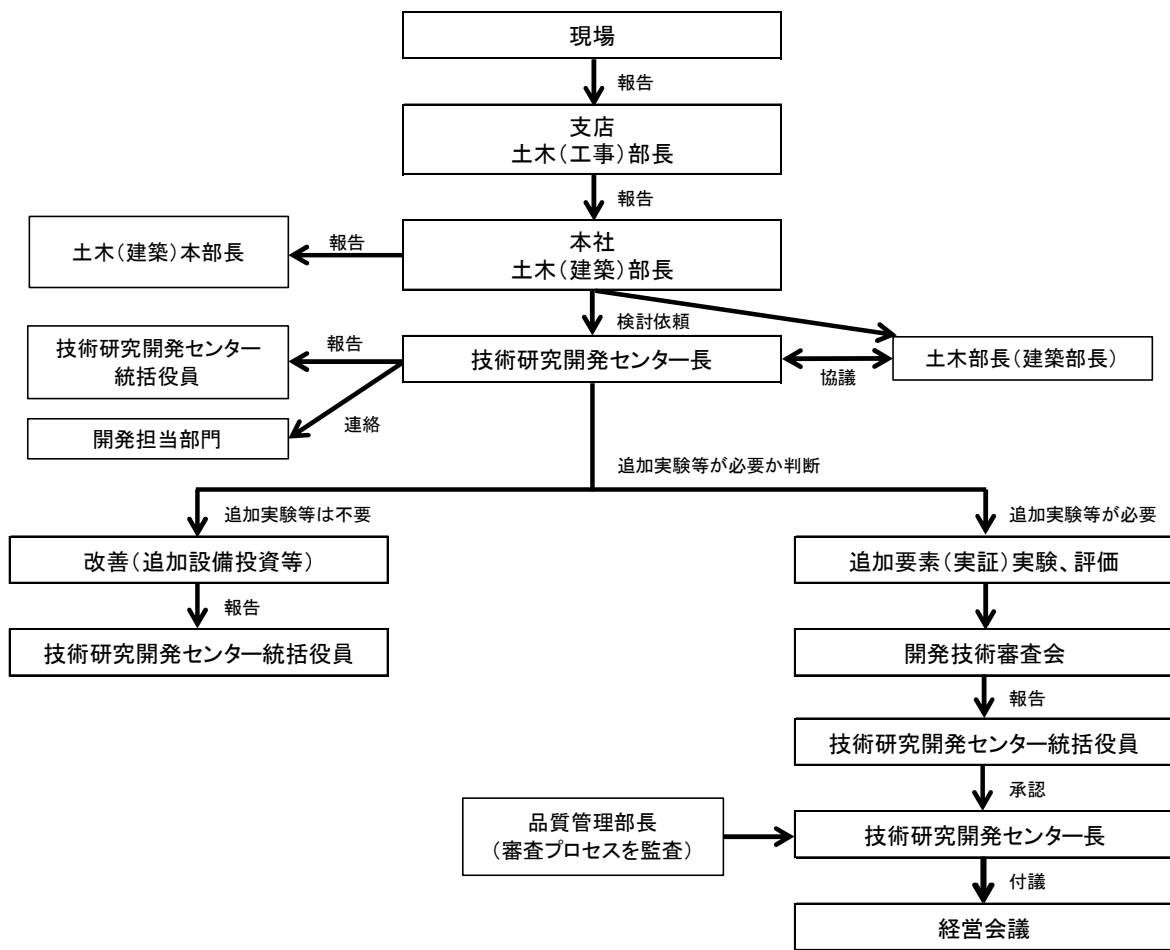 現場
報告
支店
土木（工事）部長
報告
本社
土木（建築）部長
報告
土木（建築）本部長
検討依頼
技術研究開発センター
統括役員
報告
技術研究開発センター長
協議
土木部長（建築部長）
連絡
開発担当部門
追加実験等が必要か判断
追加実験等は不要
追加実験等が必要
改善（追加設備投資等）
追加要素（実証）実験、評価
報告
技術研究開発センター統括役員
開発技術審査会
報告
技術研究開発センター統括役員
承認
品質管理部長
（審査プロセスを監査）
技術研究開発センター長
付議
経営会議